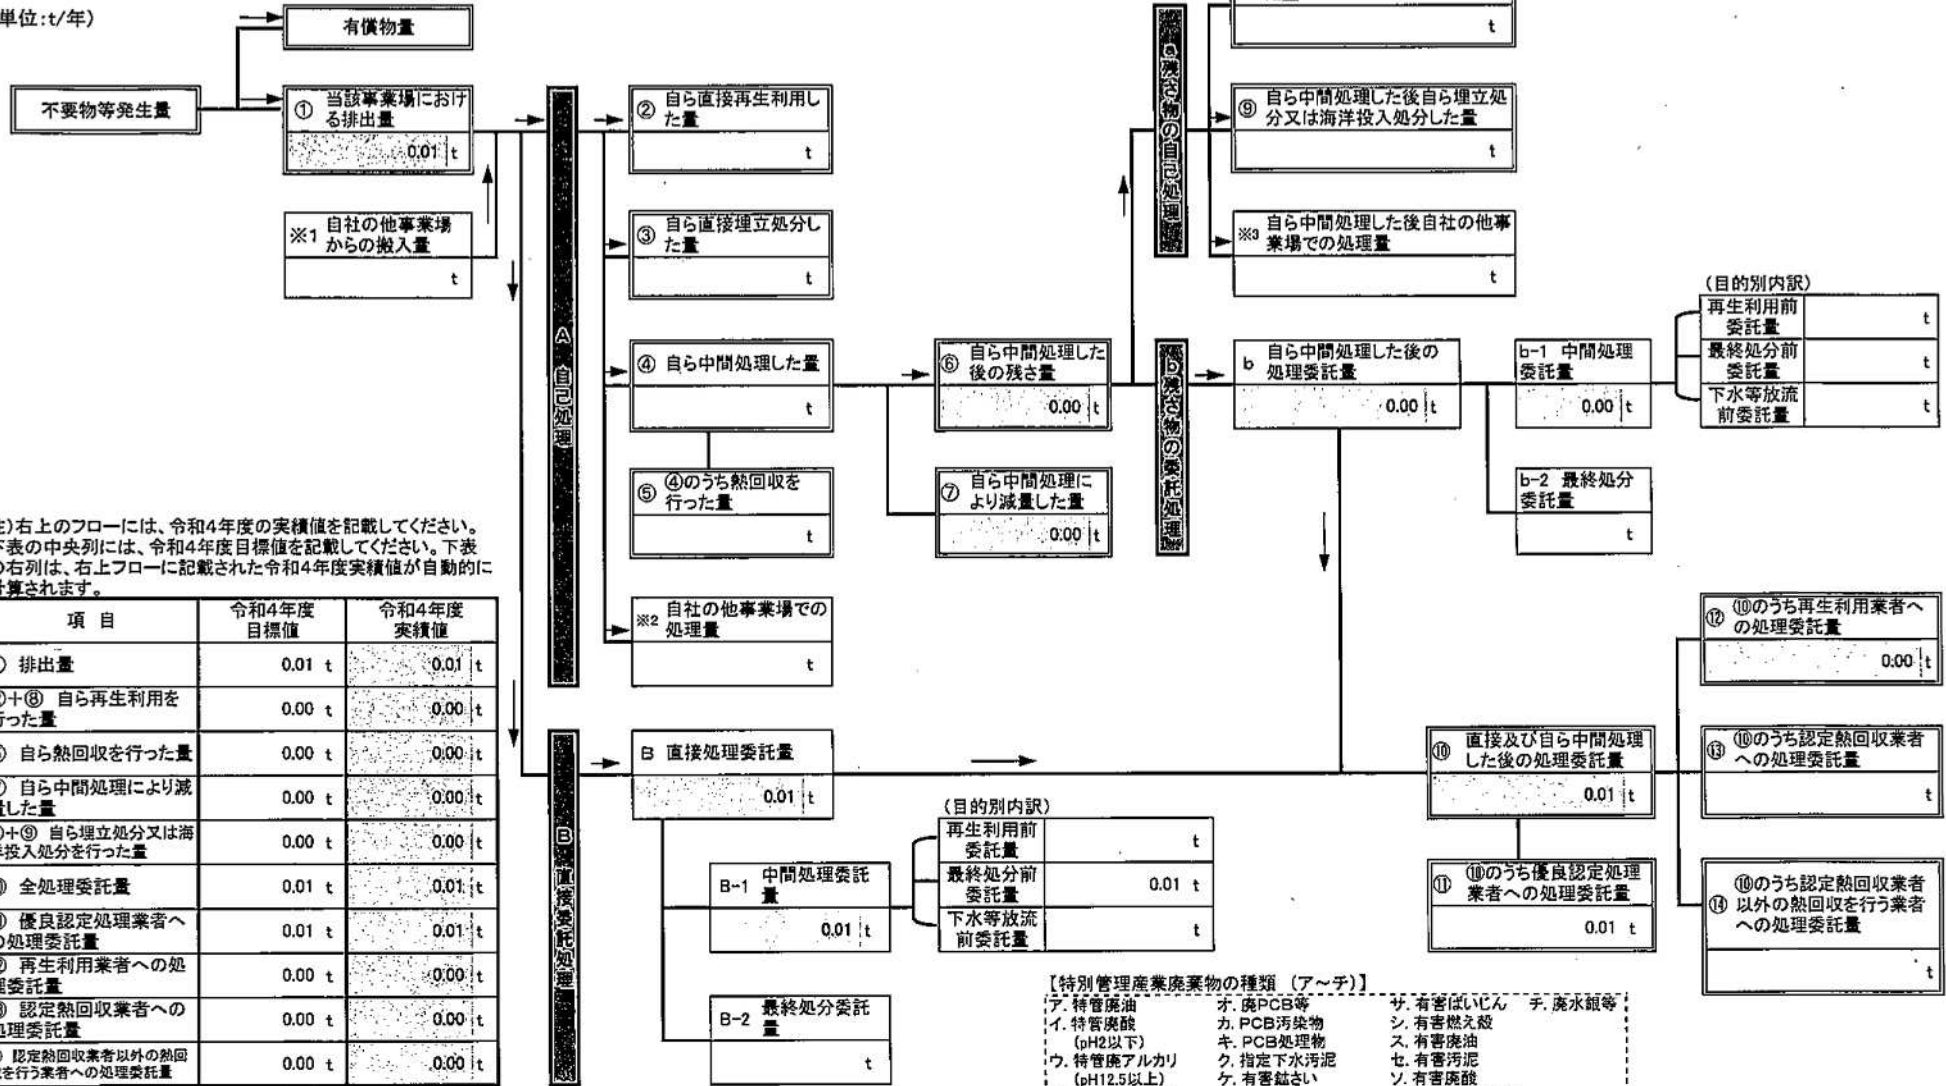 単位:t/年)
有償物量
不要物等発生量
① 当該事業場におけ
る排出量
0.01 t
※1 自社の他事業場
からの搬入量
t
A 自己処理
② 自ら直接再生利用し
た量
t
③ 自ら直接埋立処分し
た量
t
④ 自ら中間処理した量
t
⑤ ④のうち熱回収を
行った量
t
※2 自社の他事業場での
処理量
t
⑥ 自ら中間処理した
後の残さ量
0.00 t
⑦ 自ら中間処理に
より減量した量
0.00 t
a残さ物の自己処理
t
⑨ 自ら中間処理した後自ら埋立処
分又は海洋投入処分した量
t
※3 自ら中間処理した後自社の他事
業場での処理量
t
b残さ物の委託処理
b 自ら中間処理した後の
処理委託量
0.00 t
b-1 中間処理
委託量
0.00 t
b-2 最終処分
委託量
t
(目的別内訳)
再生利用前
委託量 t
最終処分前
委託量 t
下水等放流
前委託量 t
)右上のフローには、令和4年度の実績値を記載してください。
下表の中央列には、令和4年度目標値を記載してください。下表
の右列は、右上フローに記載された令和4年度実績値が自動的に
計算されます。
項 目 令和4年度
目標値 令和4年度
実績値
排出量 0.01 t 0.01 t
+⑧ 自ら再生利用を
行った量 0.00 t 0.00 t
自ら熱回収を行った量 0.00 t 0.00 t
自ら中間処理により減
量した量 0.00 t 0.00 t
+⑨ 自ら埋立処分又は海
洋投入処分を行った量 0.00 t 0.00 t
全処理委託量 0.01 t 0.01 t
優良認定処理業者へ
の処理委託量 0.01 t 0.01 t
再生利用業者への処
理委託量 0.00 t 0.00 t
認定熱回収業者への
処理委託量 0.00 t 0.00 t
認定熱回収業者以外の熱回
収を行う業者への処理委託量 0.00 t 0.00 t
B 直接委託処理
B 直接処理委託量
0.01 t
B-1 中間処理委託
量
0.01 t
B-2 最終処分委託
量
t
(目的別内訳)
再生利用前
委託量 t
最終処分前
委託量 0.01 t
下水等放流
前委託量 t
⑩ 直接及び自ら中間処理
した後の処理委託量
0.01 t
⑪ ⑩のうち優良認定処理
業者への処理委託量
0.01 t
⑫ ⑩のうち再生利用業者へ
の処理委託量
0.00 t
⑬ ⑩のうち認定熱回収業者
への処理委託量
t
⑭ ⑩のうち認定熱回収業者
以外の熱回収を行う業者
への処理委託量
t
【特別管理産業廃棄物の種類 (ア~チ)】
ア. 特管廃油 オ. 廃PCB等 サ. 有害ばいじん チ. 廃水銀等
イ. 特管廃酸 カ. PCB汚染物 シ. 有害燃え殻
(pH2以下) キ. PCB処理物 ス. 有害廃油
ウ. 特管廃アルカリ ク. 指定下水汚泥 セ. 有害汚泥
(pH12.5以上) ケ. 有害鉱さい ソ. 有害廃酸